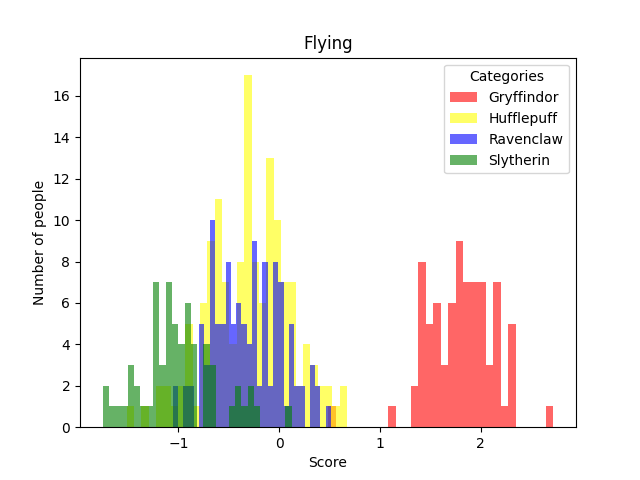 Flying
Categories
Gryffindor
Hufflepuff
Ravenclaw
Slytherin
Number of people
16
14
12
10
8
6
4
2
0
−1
0
1
2
Score